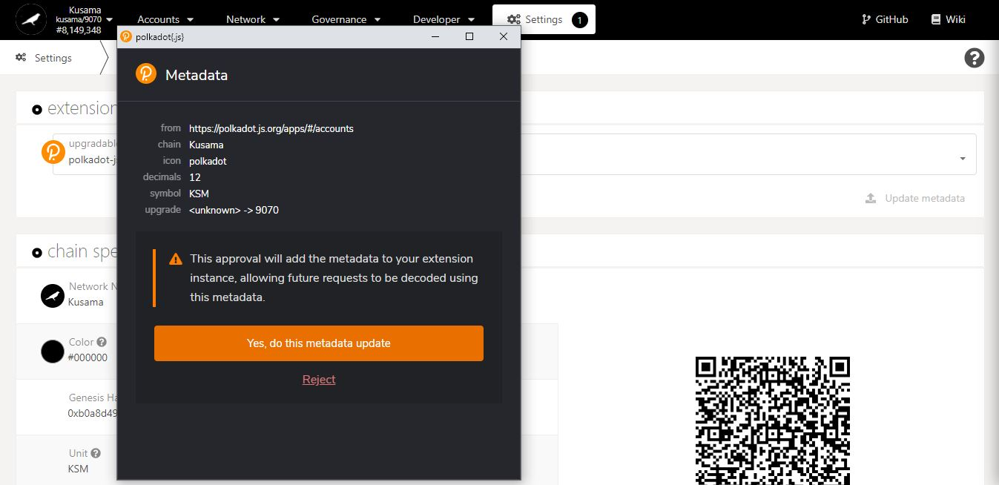 Kusama
kusama/9070
#8,149,348
Accounts
Network
Governance
Developer
Settings
1
GitHub
Wiki
polkadot{.js}
Settings
?
Metadata
extension
from https://polkadot.js.org/apps/#/accounts
chain Kusama
icon polkadot
decimals 12
symbol KSM
upgrade <unknown> -> 9070
upgradabl
polkadot-js
Update metadata
chain spe
This approval will add the metadata to your extension
instance, allowing future requests to be decoded using
this metadata.
Yes, do this metadata update
Reject
Network N
Kusama
Color ?
#000000
Genesis Ha
0xb0a8d49
Unit ?
KSM